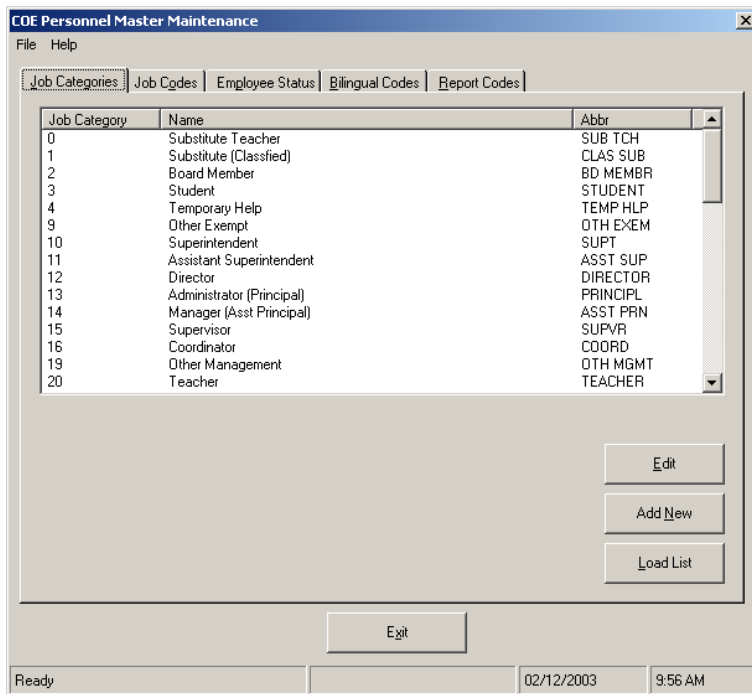 COE Personnel Master Maintenance
File Help
Job Categories Job Codes Employee Status Bilingual Codes Report Codes
Job Category Name Abbr
0 Substitute Teacher SUB TCH
1 Substitute (Classfied) CLAS SUB
2 Board Member BD MEMBR
3 Student STUDENT
4 Temporary Help TEMP HLP
9 Other Exempt OTH EXEM
10 Superintendent SUPT
11 Assistant Superintendent ASST SUP
12 Director DIRECTOR
13 Administrator (Principal) PRINCIPL
14 Manager (Asst Principal) ASST PRN
15 Supervisor SUPVR
16 Coordinator COORD
19 Other Management OTH MGMT
20 Teacher TEACHER
Edit
Add New
Load List
Exit
Ready 02/12/2003 9:56 AM